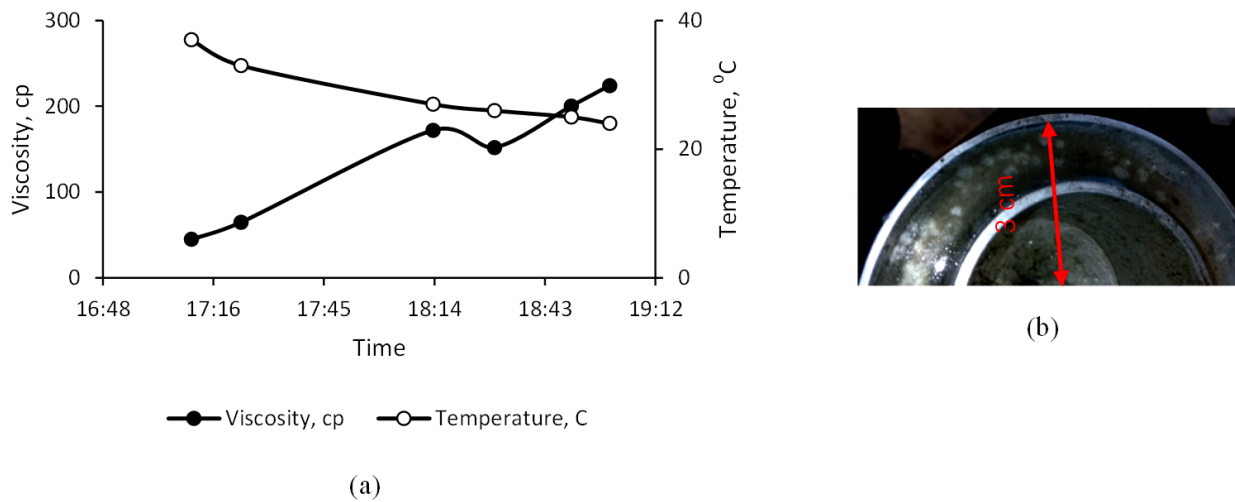 300
200
100
0
Viscosity, cp
40
20
0
Temperature, ⁰C
16:48 17:16 17:45 18:14 18:43 19:12
Time
Viscosity, cp Temperature, C
(a)
3 cm
(b)